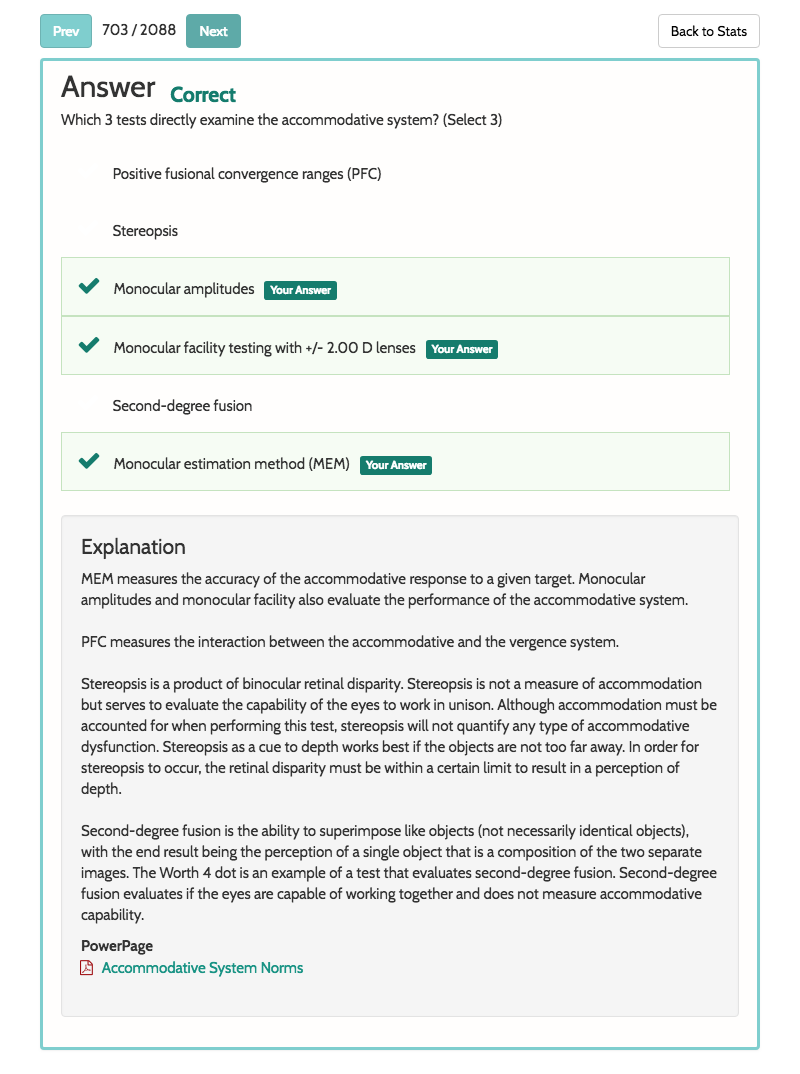 Prev 703 / 2088 Next Back to Stats
Answer Correct
Which 3 tests directly examine the accommodative system? (Select 3)
Positive fusional convergence ranges (PFC)
Stereopsis
Monocular amplitudes Your Answer
Monocular facility testing with +/- 2.00 D lenses Your Answer
Second-degree fusion
Monocular estimation method (MEM) Your Answer
Explanation
MEM measures the accuracy of the accommodative response to a given target. Monocular
amplitudes and monocular facility also evaluate the performance of the accommodative system.
PFC measures the interaction between the accommodative and the vergence system.
Stereopsis is a product of binocular retinal disparity. Stereopsis is not a measure of accommodation
but serves to evaluate the capability of the eyes to work in unison. Although accommodation must be
accounted for when performing this test, stereopsis will not quantify any type of accommodative
dysfunction. Stereopsis as a cue to depth works best if the objects are not too far away. In order for
stereopsis to occur, the retinal disparity must be within a certain limit to result in a perception of
depth.
Second-degree fusion is the ability to superimpose like objects (not necessarily identical objects),
with the end result being the perception of a single object that is a composition of the two separate
images. The Worth 4 dot is an example of a test that evaluates second-degree fusion. Second-degree
fusion evaluates if the eyes are capable of working together and does not measure accommodative
capability.
PowerPage
Accommodative System Norms